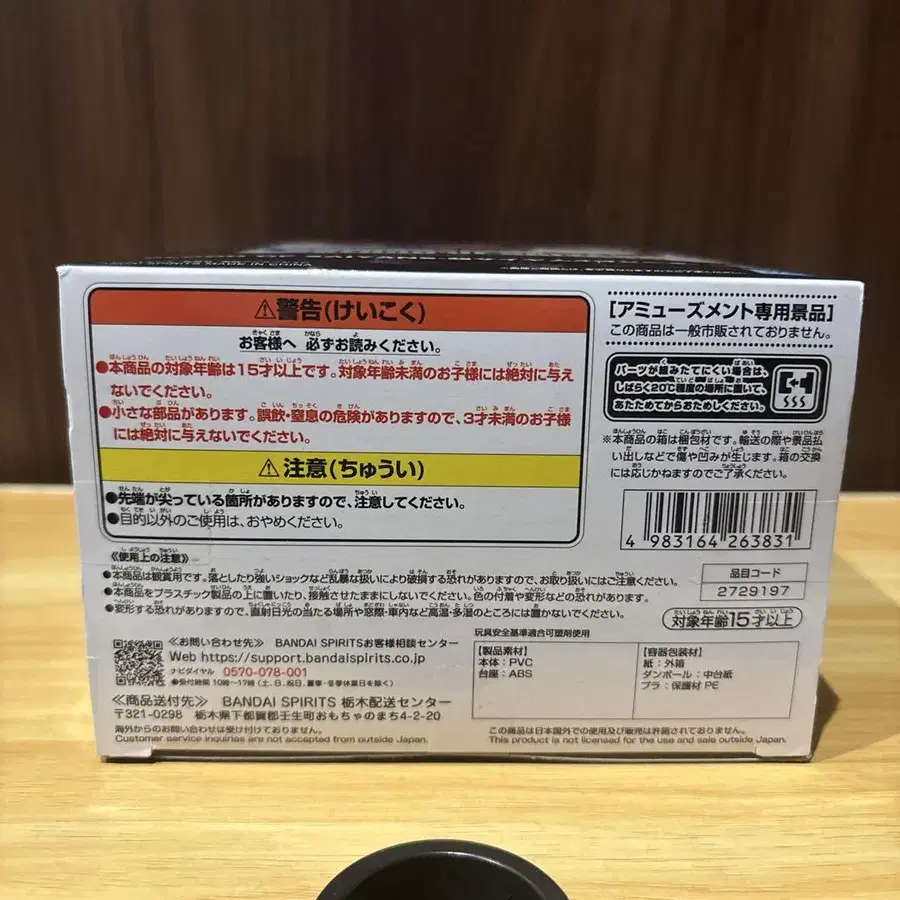 ⚠警告(けいこく)
お客様へ 必ずお読みください。
●本商品の対象年齢は15才以上です。対象年齢未満のお子様には絶対に与え
ないでください。
●小さな部品があります。誤飲・窒息の危険がありますので、3才未満のお子様
には絶対に与えないでください。
⚠注意(ちゅうい)
●先端が尖っている箇所がありますので、注意してください。
●目的以外のご使用は、おやめください。
[アミューズメント専用景品]
この商品は一般市販されておりません。
パーツが組みたてにくい場合は、
しばらく20℃程度の場所に置いて、
あたためてからおためしください。
※本商品の箱は梱包材です。輸送の際や景品払
い出しなどで傷や凹みが生じます。箱の交換
には応じかねますのでご了承ください。
4 983164 263831
品目コード
2729197
対象年齢15才以上
≪使用上の注意≫
●本商品は観賞用です。落としたり強いショックなど乱暴な扱いにより破損する恐れがありますので、お取り扱いにはご注意ください。
●本商品をプラスチック製品の上に置いたり、接触させたままにしないでください。色の付着や変形などの恐れがあります。
●変形する恐れがありますので、直射日光の当たる場所や窓際・車内など高温・多湿のところには置かないでください。
≪お問い合わせ先≫ BANDAI SPIRITSお客様相談センター
Web https://support.bandaispirits.co.jp
ナビダイヤル 0570-078-001
●受付時間 10時~17時(土、日、祝日、夏季・冬季休業日を除く)
≪商品送付先≫ BANDAI SPIRITS 栃木配送センター
〒321-0298 栃木県下都賀郡壬生町おもちゃのまち4-2-20
海外からのお問い合わせは受け付けておりません。
Customer service inquiries are not accepted from outside Japan.
玩具安全基準適合可塑剤使用
【製品素材】
本体:PVC
台座:ABS
【容器包装材】
紙:外箱
ダンボール:中台紙
プラ:保護材 PE
この商品は日本国外での使用及び販売は許諾されておりません。
This product is not licensed for the use and sale outside Japan.